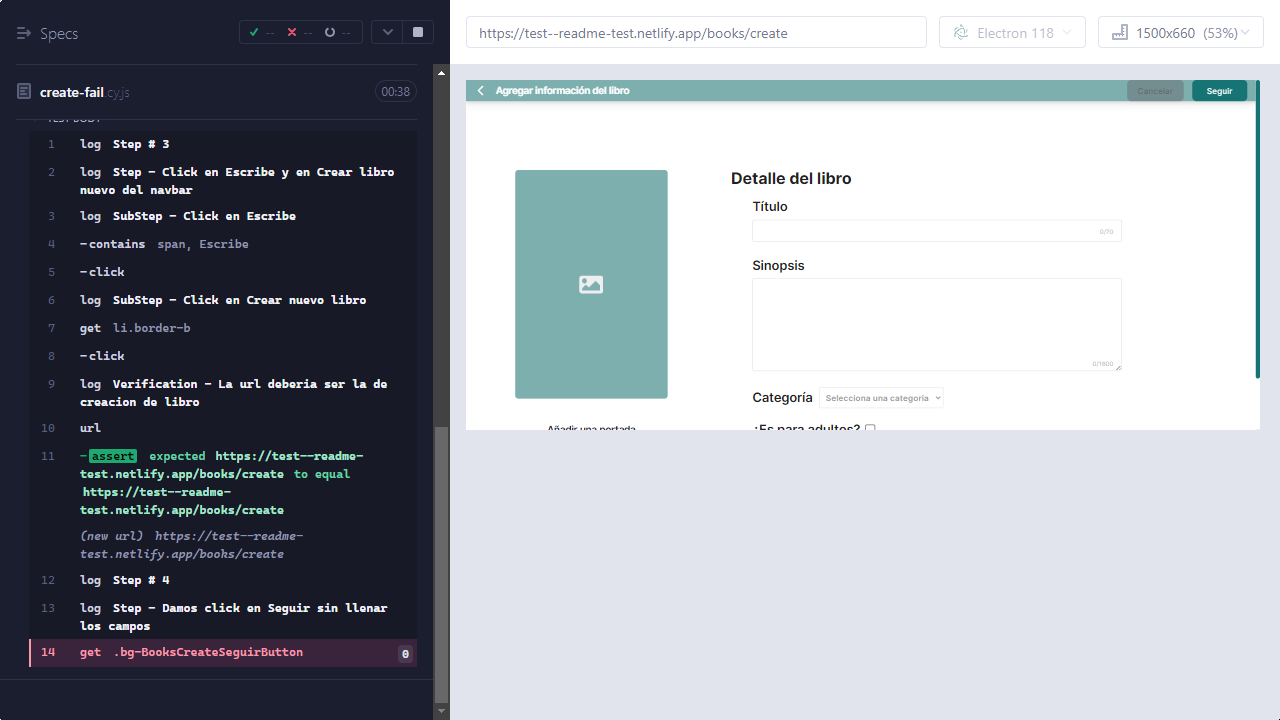 Specs
--
--
--
create-fail.cy.js
00:38
TEST BODY
1 log Step # 3
2 log Step - Click en Escribe y en Crear libro
nuevo del navbar
3 log SubStep - Click en Escribe
4 -contains span, Escribe
5 -click
6 log SubStep - Click en Crear nuevo libro
7 get li.border-b
8 -click
9 log Verification - La url deberia ser la de
creacion de libro
10 url
11 -assert expected https://test--readme-
test.netlify.app/books/create to equal
https://test--readme-
test.netlify.app/books/create
(new url) https://test--readme-
test.netlify.app/books/create
12 log Step # 4
13 log Step - Damos click en Seguir sin llenar
los campos
14 get .bg-BooksCreateSeguirButton 0
https://test--readme-test.netlify.app/books/create
Electron 118
1500x660 (53%)
Agregar información del libro
Cancelar
Seguir
Detalle del libro
Título
0/70
Sinopsis
0/1800
Categoría Selecciona una categoria
Añadir una portada
¿Es para adultos?